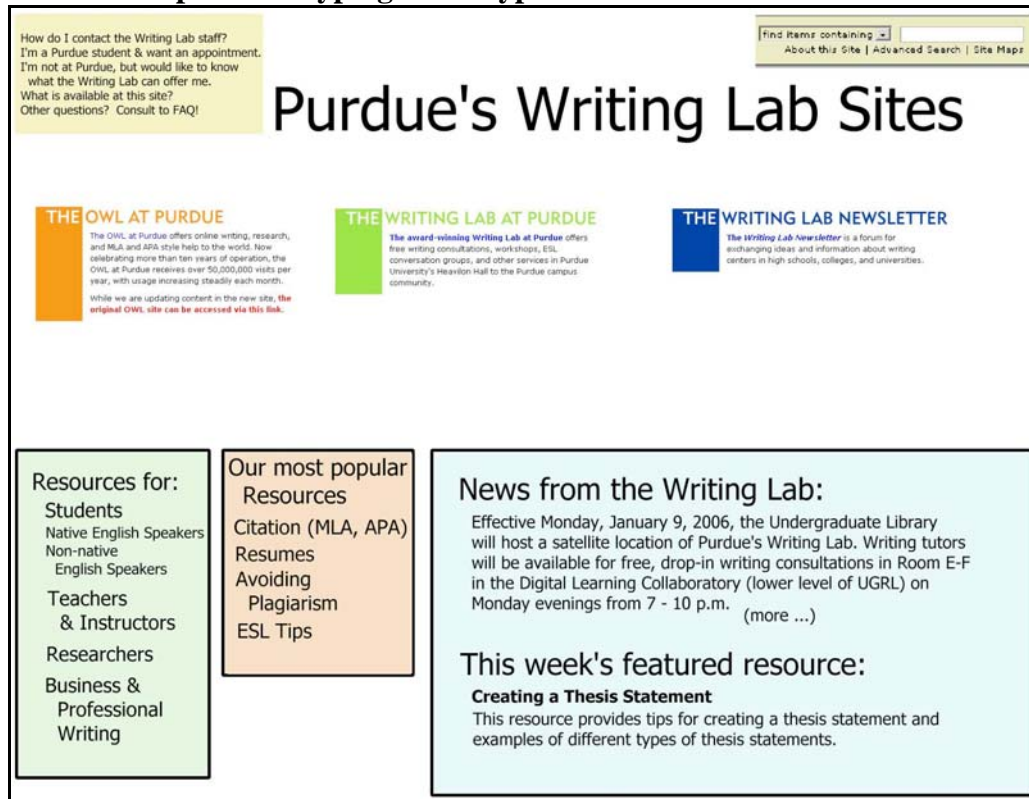 How do I contact the Writing Lab staff?
I'm a Purdue student & want an appointment.
I'm not at Purdue, but would like to know
what the Writing Lab can offer me.
What is available at this site?
Other questions? Consult to FAQ!
find items containing
About this Site | Advanced Search | Site Maps
Purdue's Writing Lab Sites
THE OWL AT PURDUE
The OWL at Purdue offers online writing, research,
and MLA and APA style help to the world. Now
celebrating more than ten years of operation, the
OWL at Purdue receives over 50,000,000 visits per
year, with usage increasing steadily each month.
While we are updating content in the new site, the
original OWL site can be accessed via this link.
THE WRITING LAB AT PURDUE
The award-winning Writing Lab at Purdue offers
free writing consultations, workshops, ESL
conversation groups, and other services in Purdue
University's Heavilon Hall to the Purdue campus
community.
THE WRITING LAB NEWSLETTER
The Writing Lab Newsletter is a forum for
exchanging ideas and information about writing
centers in high schools, colleges, and universities.
Resources for:
Students
Native English Speakers
Non-native
English Speakers
Teachers
& Instructors
Researchers
Business &
Professional
Writing
Our most popular
Resources
Citation (MLA, APA)
Resumes
Avoiding
Plagiarism
ESL Tips
News from the Writing Lab:
Effective Monday, January 9, 2006, the Undergraduate Library
will host a satellite location of Purdue's Writing Lab. Writing tutors
will be available for free, drop-in writing consultations in Room E-F
in the Digital Learning Collaboratory (lower level of UGRL) on
Monday evenings from 7 - 10 p.m.
(more ...)
This week's featured resource:
Creating a Thesis Statement
This resource provides tips for creating a thesis statement and
examples of different types of thesis statements.